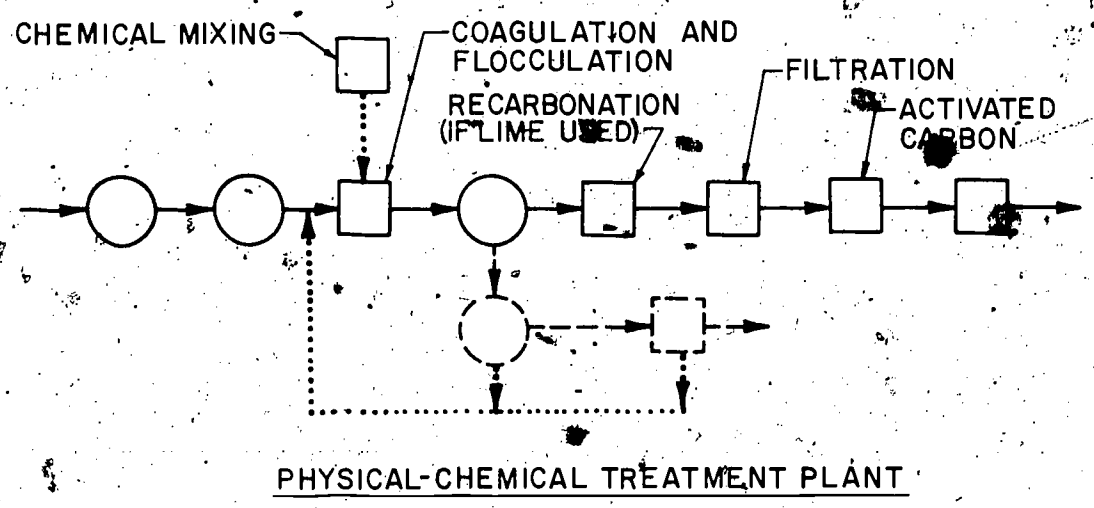 CHEMICAL MIXING
COAGULATION AND
FLOCCULATION
RECARBONATION
(IF LIME USED)
FILTRATION
ACTIVATED
CARBON
PHYSICAL-CHEMICAL TREATMENT PLANT